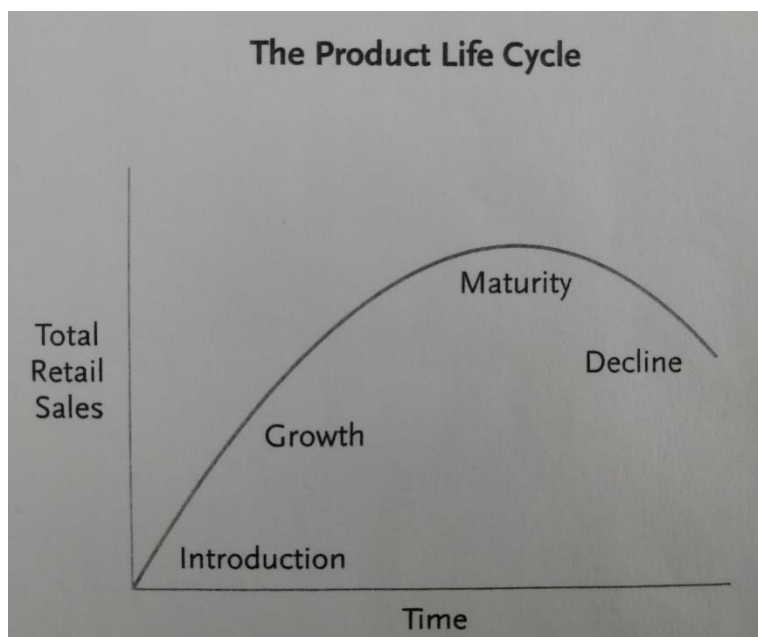 The Product Life Cycle
Total
Retail
Sales
Maturity
Decline
Growth
Introduction
Time